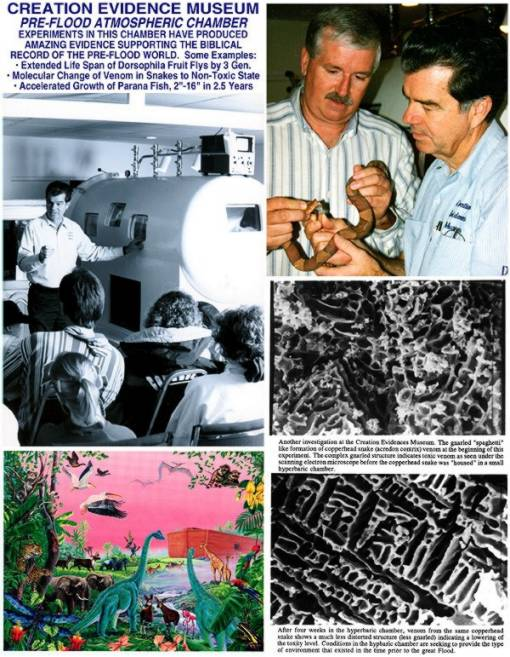 CREATION EVIDENCE MUSEUM
PRE-FLOOD ATMOSPHERIC CHAMBER
EXPERIMENTS IN THIS CHAMBER HAVE PRODUCED
AMAZING EVIDENCE SUPPORTING THE BIBLICAL
RECORD OF THE PRE-FLOOD WORLD. Some Examples:
• Extended Life Span of Dorsophila Fruit Flys by 3 Gen.
• Molecular Change of Venom in Snakes to Non-Toxic State
• Accelerated Growth of Parana Fish, 2"-16" in 2.5 Years
D
Another investigation at the Creation Evidences Museum. The gnarled "spaghetti"
like formation of copperhead snake (acredon contrix) venom at the beginning of this
experiment. The complex gnarled structure indicates toxic venom as seen under the
scanning electron microscope before the copperhead snake was "housed" in a small
hyperbaric chamber.
After four weeks in the hyperbaric chamber, venom from the same copperhead
snake shows a much less distorted structure (less gnarled) indicating a lowering of
the toxity level. Conditions in the hypbaric chamber are seeking to provide the type
of environment that existed in the time prior to the great Flood.